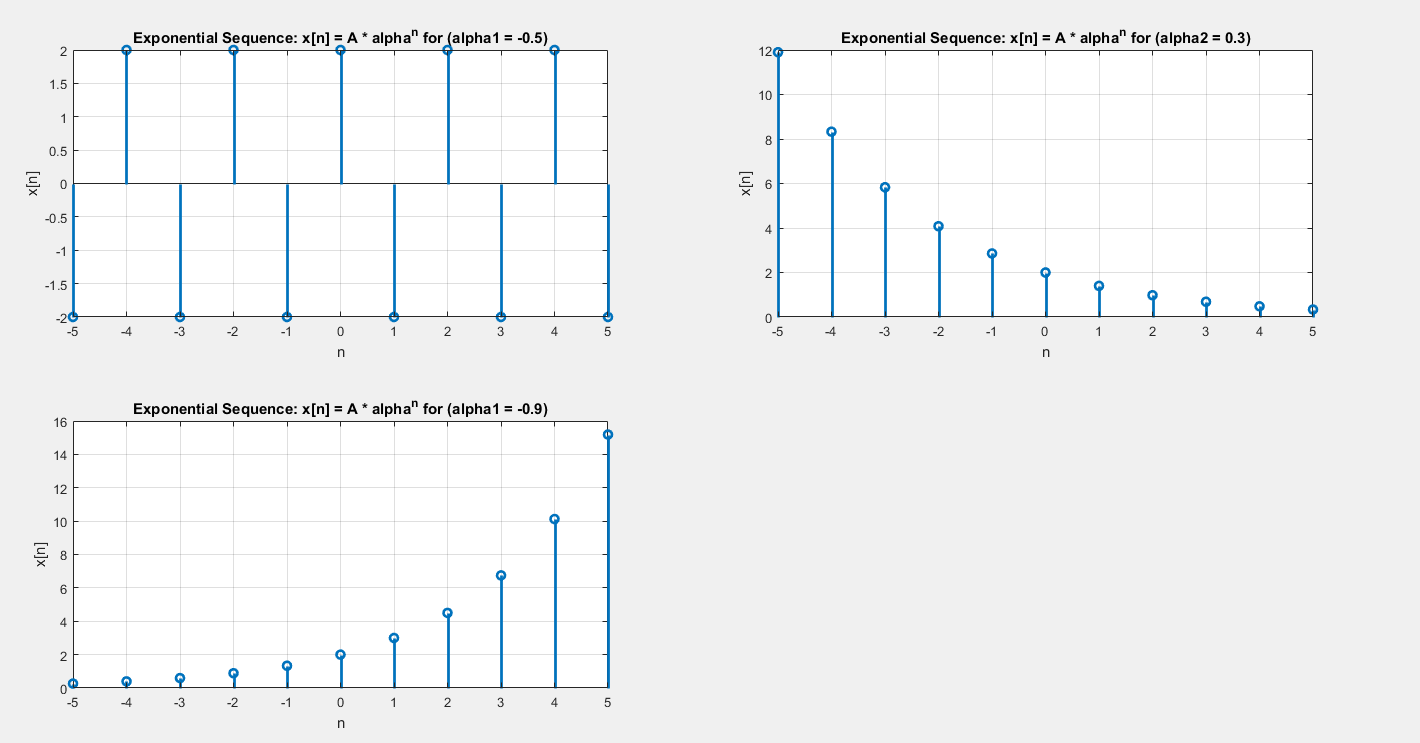 Exponential Sequence: x[n] = A * alphaⁿ for (alpha1 = -0.5)
2
1.5
1
0.5
0
-0.5
-1
-1.5
-2
x[n]
-5 -4 -3 -2 -1 0 1 2 3 4 5
n
Exponential Sequence: x[n] = A * alphaⁿ for (alpha2 = 0.3)
12
10
8
6
4
2
0
x[n]
-5 -4 -3 -2 -1 0 1 2 3 4 5
n
Exponential Sequence: x[n] = A * alphaⁿ for (alpha1 = -0.9)
16
14
12
10
8
6
4
2
0
x[n]
-5 -4 -3 -2 -1 0 1 2 3 4 5
n